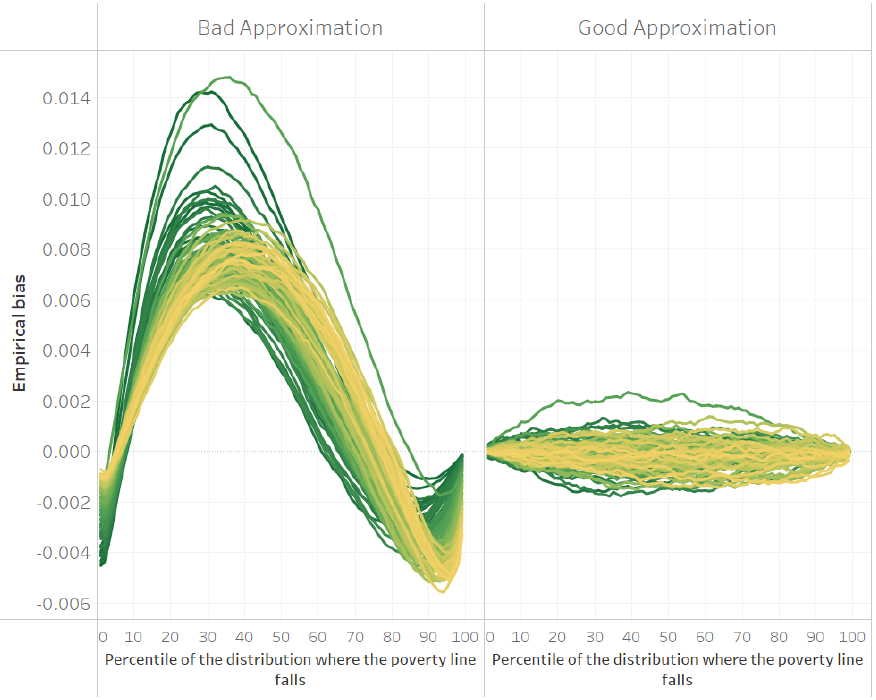 Bad Approximation
Good Approximation
0.014
0.012
0.010
0.008
0.006
0.004
0.002
0.000
-0.002
-0.004
-0.006
Empirical bias
0 10 20 30 40 50 60 70 80 90 100
0 10 20 30 40 50 60 70 80 90 100
Percentile of the distribution where the poverty line
falls
Percentile of the distribution where the poverty line
falls